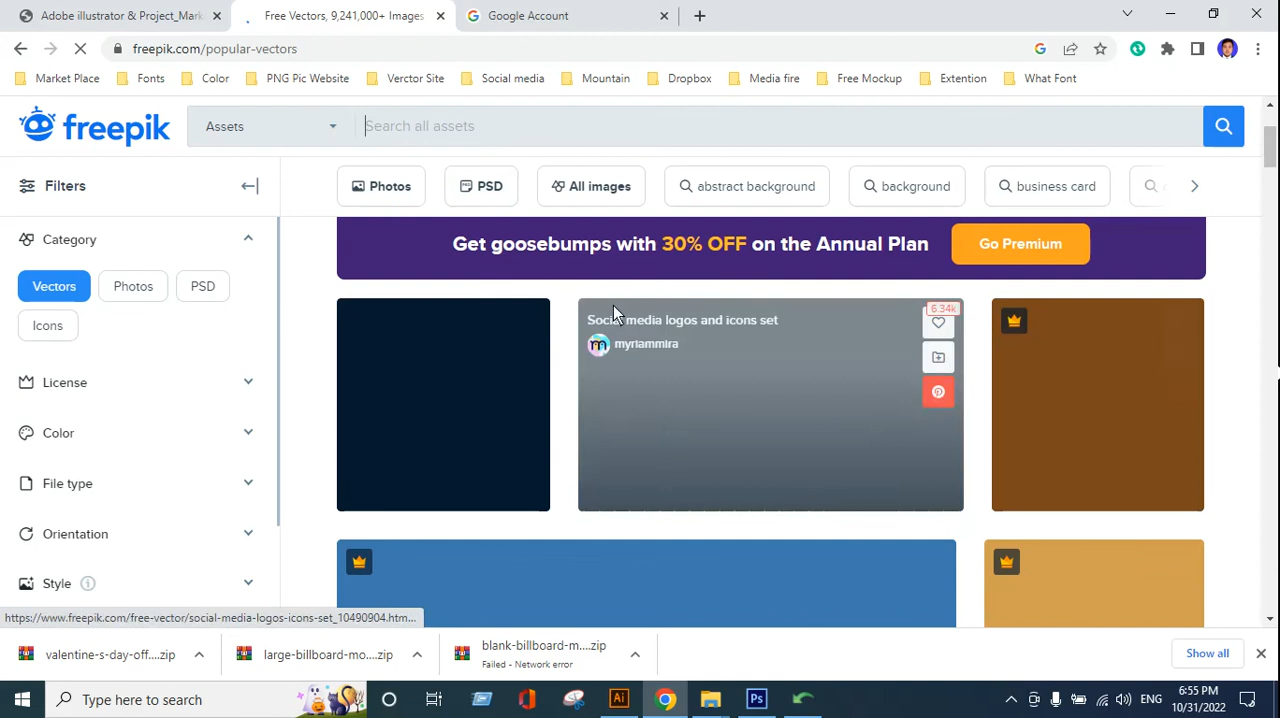 Adobe illustrator & Project_Mark
Free Vectors, 9,241,000+ Images
Google Account
freepik.com/popular-vectors
Market Place
Fonts
Color
PNG Pic Website
Verctor Site
Social media
Mountain
Dropbox
Media fire
Free Mockup
Extention
What Font
freepik
Assets
Search all assets
Filters
Photos
PSD
All images
abstract background
background
business card
Category
Get goosebumps with 30% OFF on the Annual Plan
Go Premium
Vectors
Photos
PSD
Icons
Social media logos and icons set
6.34k
myriammira
License
Color
File type
Orientation
Style
https://www.freepik.com/free-vector/social-media-logos-icons-set_10490904.htm...
valentine-s-day-off....zip
large-billboard-mo....zip
blank-billboard-m....zip
Failed - Network error
Show all
Type here to search
Ai
Ps
ENG
6:55 PM
10/31/2022